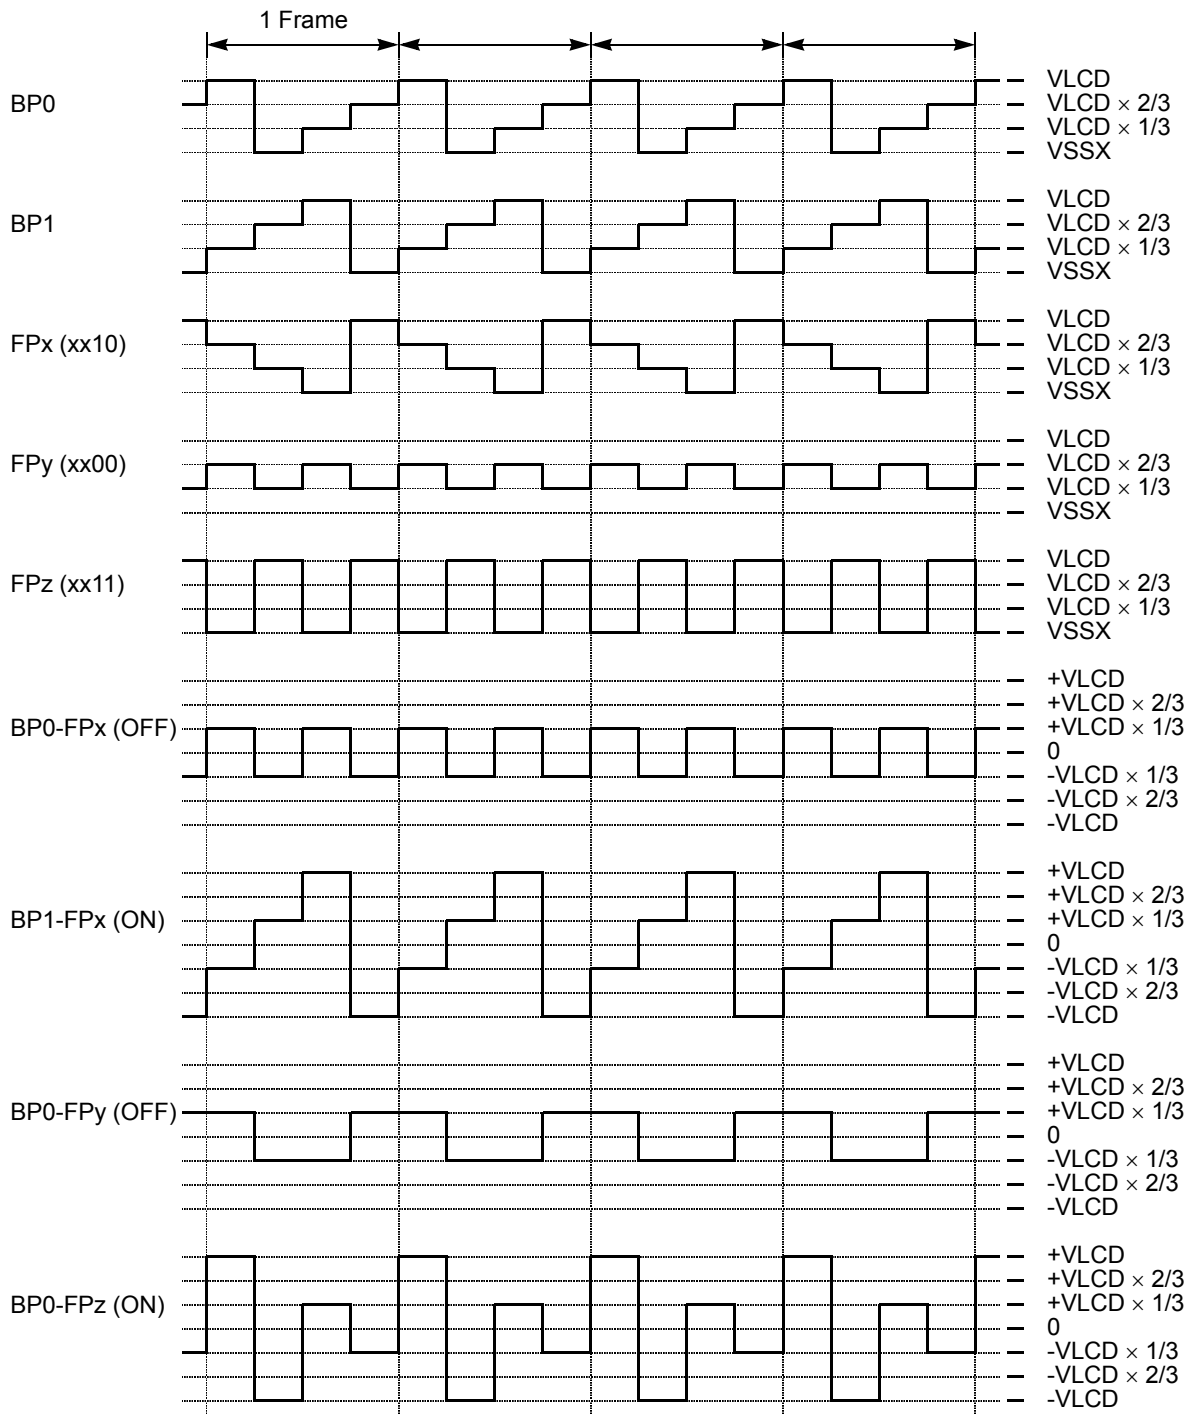 1 Frame
BP0
VLCD
VLCD × 2/3
VLCD × 1/3
VSSX
BP1
VLCD
VLCD × 2/3
VLCD × 1/3
VSSX
FPx (xx10)
VLCD
VLCD × 2/3
VLCD × 1/3
VSSX
FPy (xx00)
VLCD
VLCD × 2/3
VLCD × 1/3
VSSX
FPz (xx11)
VLCD
VLCD × 2/3
VLCD × 1/3
VSSX
BP0-FPx (OFF)
+VLCD
+VLCD × 2/3
+VLCD × 1/3
0
-VLCD × 1/3
-VLCD × 2/3
-VLCD
BP1-FPx (ON)
+VLCD
+VLCD × 2/3
+VLCD × 1/3
0
-VLCD × 1/3
-VLCD × 2/3
-VLCD
BP0-FPy (OFF)
+VLCD
+VLCD × 2/3
+VLCD × 1/3
0
-VLCD × 1/3
-VLCD × 2/3
-VLCD
BP0-FPz (ON)
+VLCD
+VLCD × 2/3
+VLCD × 1/3
0
-VLCD × 1/3
-VLCD × 2/3
-VLCD